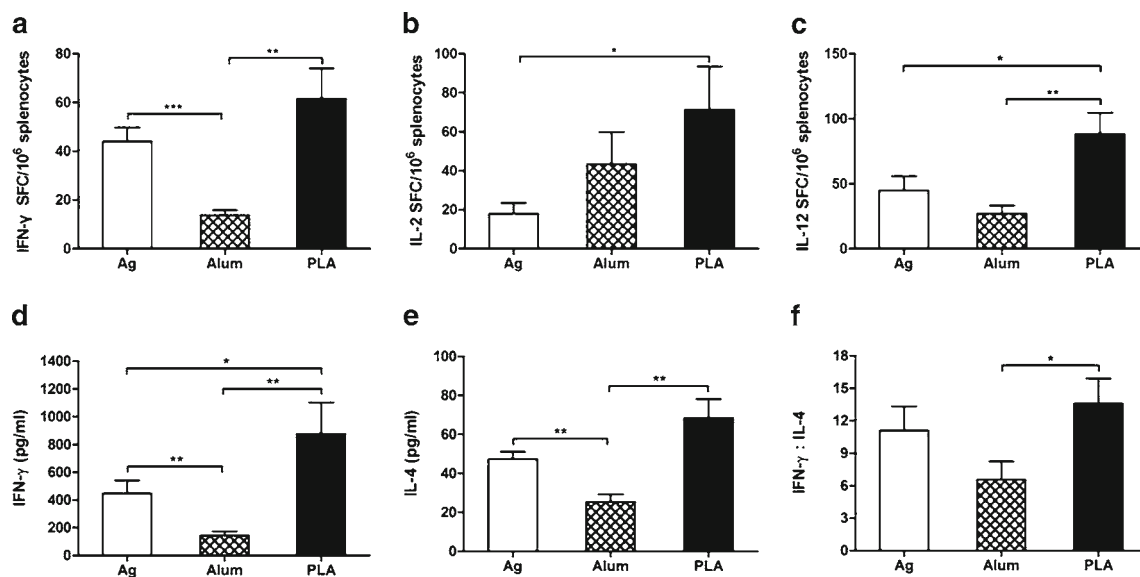 a
IFN-γ SFC/10⁶ splenocytes
80
60
40
20
0
***
**
Ag Alum PLA
b
IL-2 SFC/10⁶ splenocytes
100
80
60
40
20
0
*
Ag Alum PLA
c
IL-12 SFC/10⁶ splenocytes
150
100
50
0
*
**
Ag Alum PLA
d
IFN-γ (pg/ml)
1400
1200
1000
800
600
400
200
0
*
**
**
Ag Alum PLA
e
IL-4 (pg/ml)
100
80
60
40
20
0
**
**
Ag Alum PLA
f
IFN-γ : IL-4
18
15
12
9
6
3
0
*
Ag Alum PLA